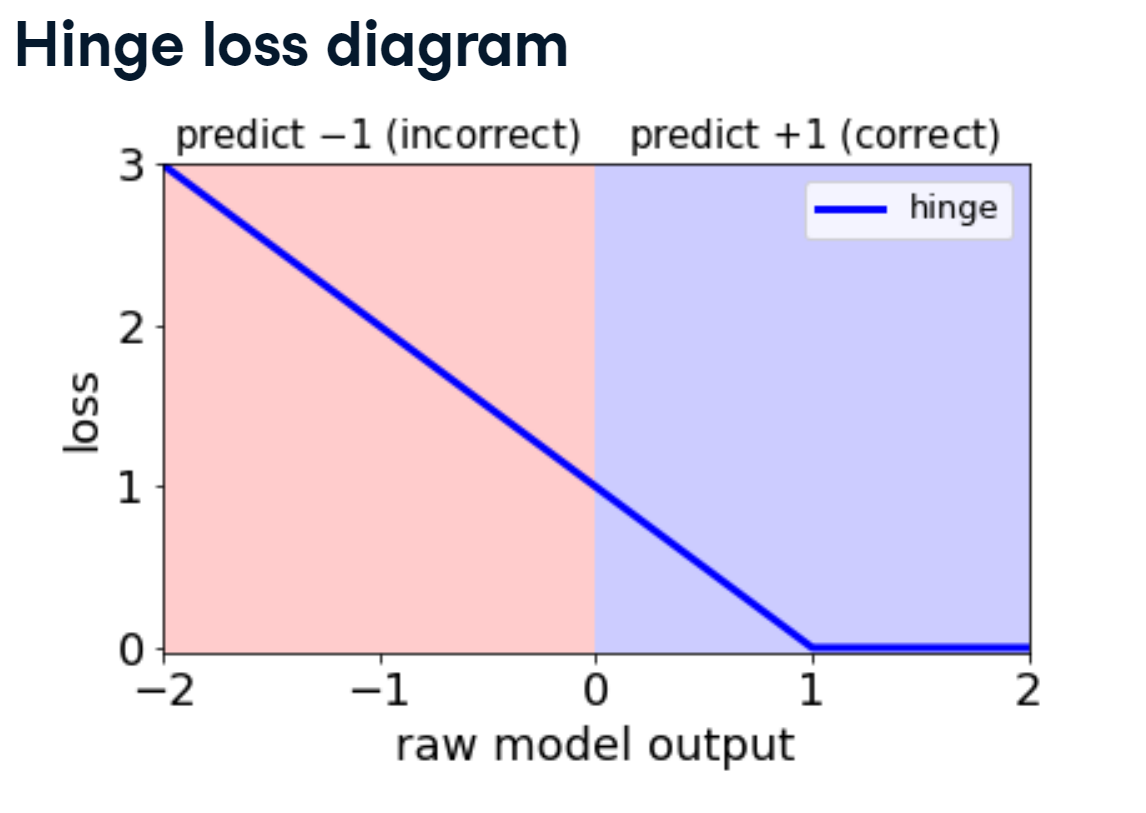 Hinge loss diagram
predict −1 (incorrect) predict +1 (correct)
hinge
3
2
1
0
loss
−2 −1 0 1 2
raw model output